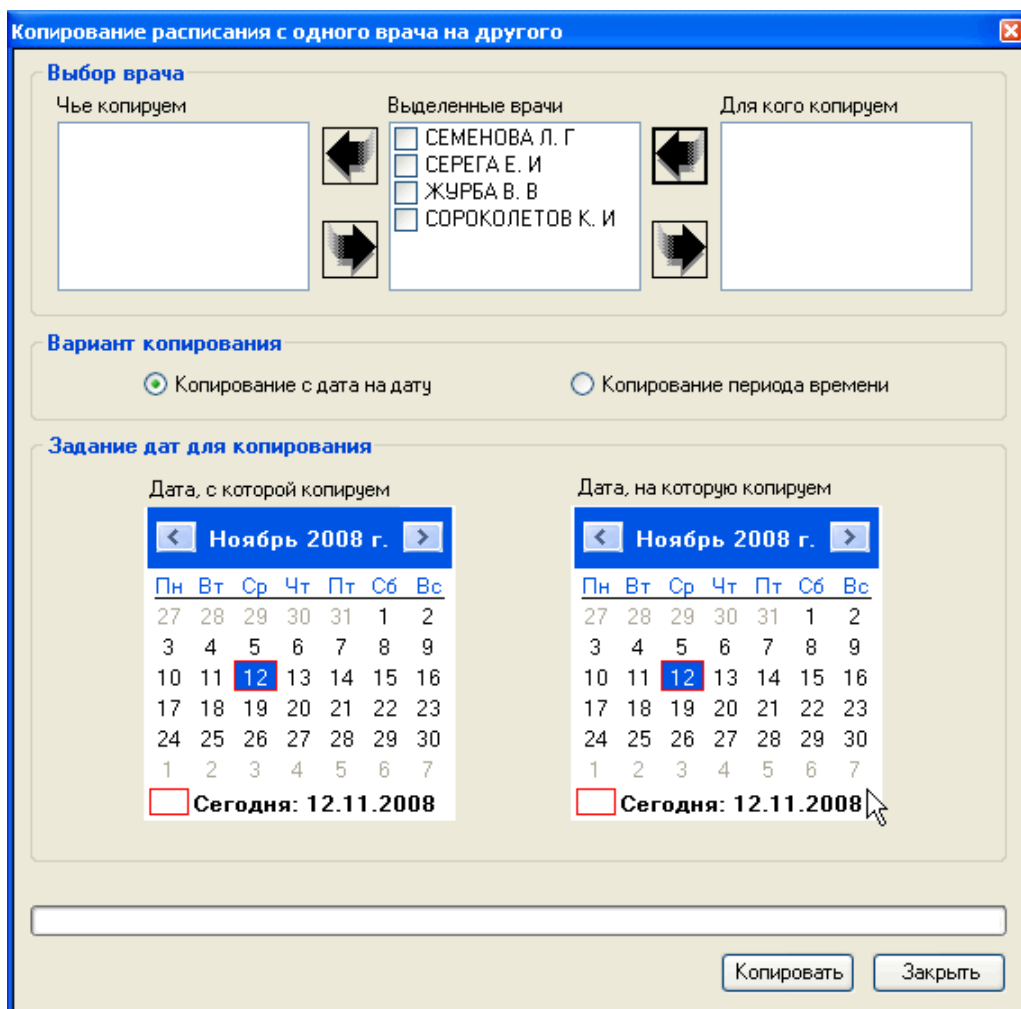 Копирование расписания с одного врача на другого
Выбор врача
Чье копируем
Выделенные врачи
Для кого копируем
СЕМЕНОВА Л. Г
СЕРЕГА Е. И
ЖУРБА В. В
СОРОКОЛЕТОВ К. И
Вариант копирования
Копирование с дата на дату
Копирование периода времени
Задание дат для копирования
Дата, с которой копируем
Ноябрь 2008 г.
Пн Вт Ср Чт Пт Сб Вс
27 28 29 30 31 1 2
3 4 5 6 7 8 9
10 11 12 13 14 15 16
17 18 19 20 21 22 23
24 25 26 27 28 29 30
1 2 3 4 5 6 7
Сегодня: 12.11.2008
Дата, на которую копируем
Ноябрь 2008 г.
Пн Вт Ср Чт Пт Сб Вс
27 28 29 30 31 1 2
3 4 5 6 7 8 9
10 11 12 13 14 15 16
17 18 19 20 21 22 23
24 25 26 27 28 29 30
1 2 3 4 5 6 7
Сегодня: 12.11.2008
Копировать
Закрыть